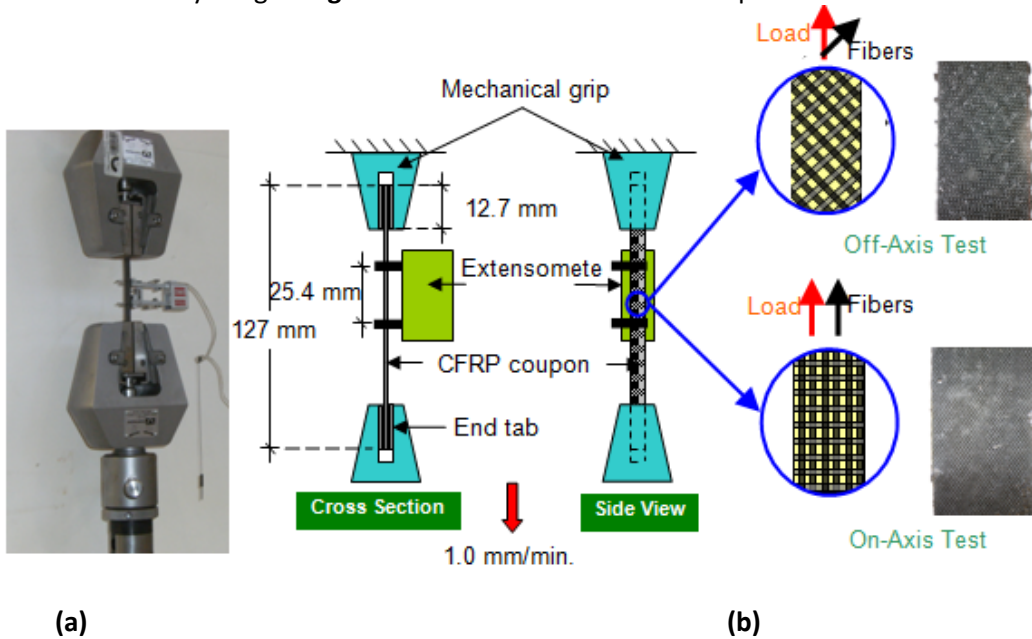 Load
Fibers
Mechanical grip
12.7 mm
Off-Axis Test
Extensomete
25.4 mm
127 mm
Load
Fibers
CFRP coupon
End tab
Cross Section
Side View
On-Axis Test
1.0 mm/min.
(a)
(b)